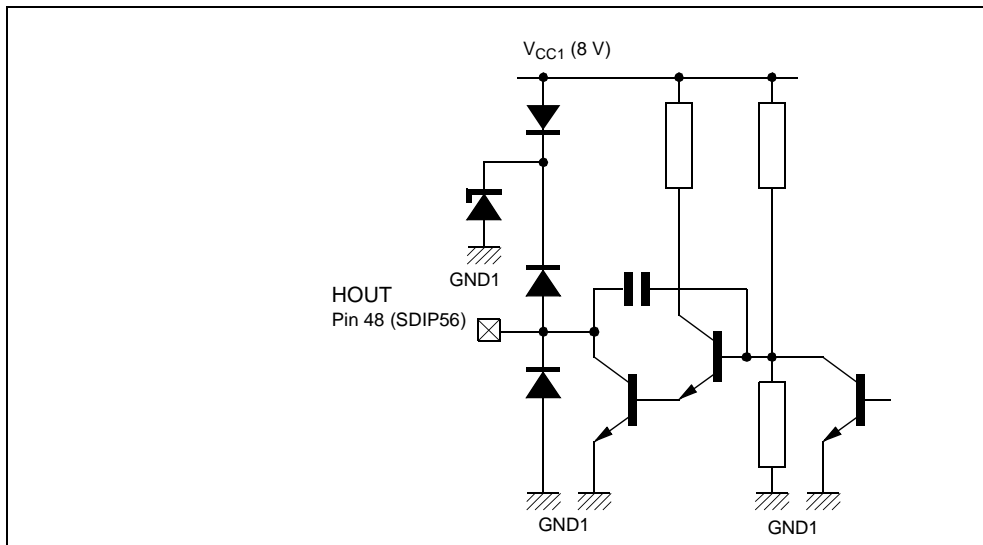 VCC1 (8 V)
GND1
HOUT
Pin 48 (SDIP56)
GND1
GND1